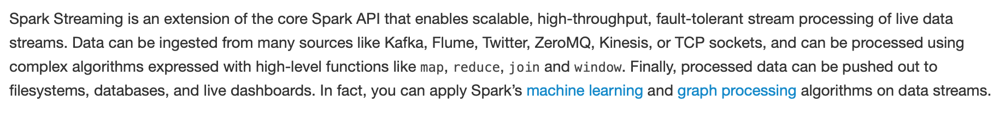 Spark Streaming is an extension of the core Spark API that enables scalable, high-throughput, fault-tolerant stream processing of live data
streams. Data can be ingested from many sources like Kafka, Flume, Twitter, ZeroMQ, Kinesis, or TCP sockets, and can be processed using
complex algorithms expressed with high-level functions like map, reduce, join and window. Finally, processed data can be pushed out to
filesystems, databases, and live dashboards. In fact, you can apply Spark’s machine learning and graph processing algorithms on data streams.